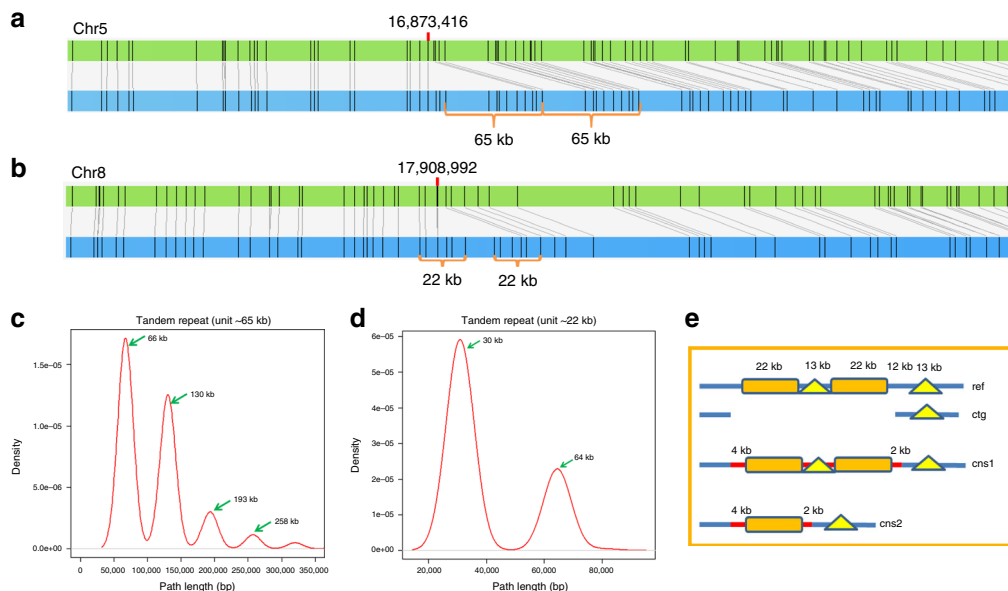 a
Chr5
16,873,416
65 kb
65 kb
b
Chr8
17,908,992
22 kb
22 kb
c
Tandem repeat (unit ~65 kb)
66 kb
130 kb
193 kb
258 kb
1.5e−05
1.0e−05
5.0e−06
0.0e+00
Density
0 50,000 100,000 150,000 200,000 250,000 300,000 350,000
Path length (bp)
d
Tandem repeat (unit ~22 kb)
30 kb
64 kb
6e−05
5e−05
4e−05
3e−05
2e−05
1e−05
0e+00
Density
20,000 40,000 60,000 80,000
Path length (bp)
e
22 kb 13 kb 22 kb 12 kb 13 kb
ref
ctg
4 kb 2 kb
cns1
4 kb 2 kb
cns2